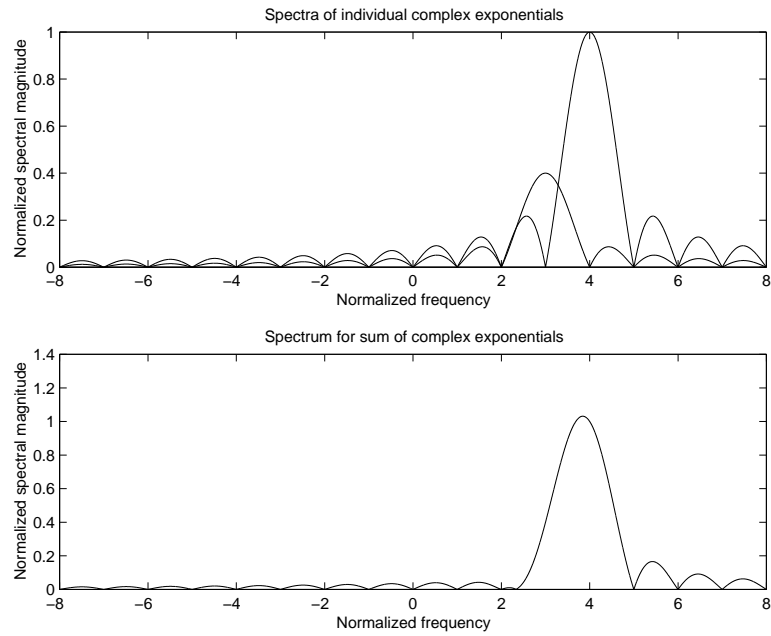 Spectra of individual complex exponentials
Normalized spectral magnitude
1
0.8
0.6
0.4
0.2
0
−8 −6 −4 −2 0 2 4 6 8
Normalized frequency
Spectrum for sum of complex exponentials
Normalized spectral magnitude
1.4
1.2
1
0.8
0.6
0.4
0.2
0
−8 −6 −4 −2 0 2 4 6 8
Normalized frequency